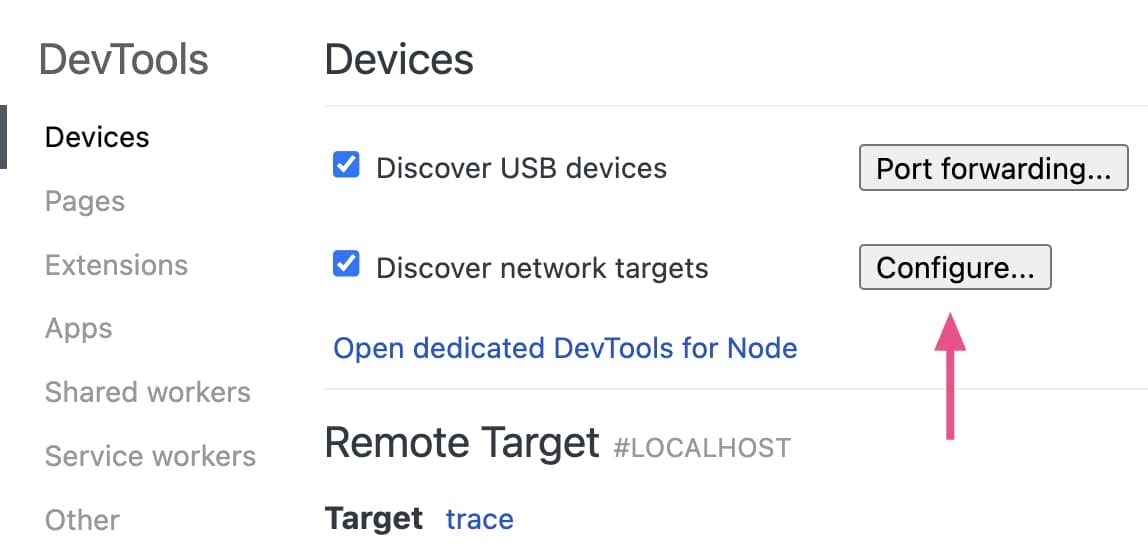 DevTools
Devices
Pages
Extensions
Apps
Shared workers
Service workers
Other
Devices
Discover USB devices
Port forwarding...
Discover network targets
Configure...
Open dedicated DevTools for Node
Remote Target #LOCALHOST
Target trace